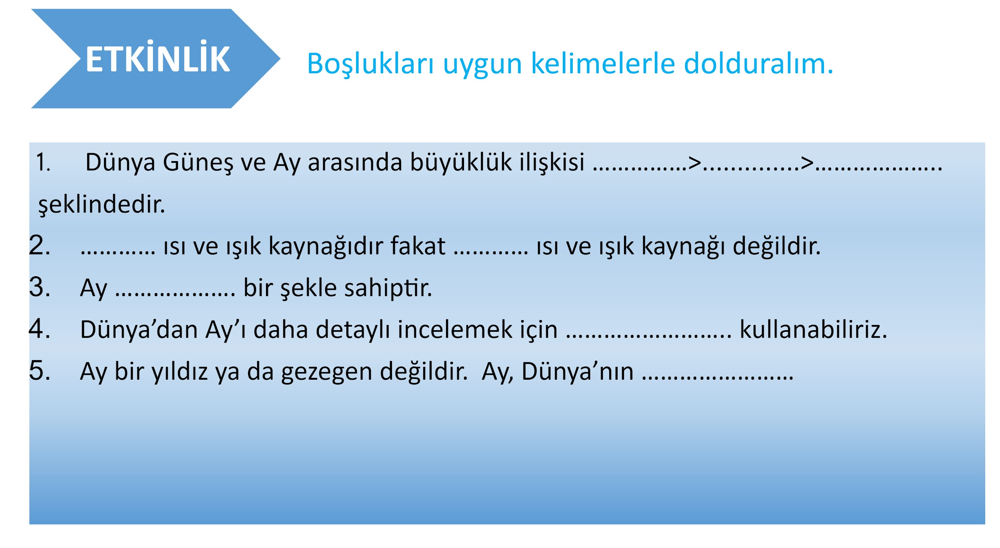 ETKİNLİK
Boşlukları uygun kelimelerle dolduralım.
1. Dünya Güneş ve Ay arasında büyüklük ilişkisi ……………>……………>…………………
şeklindedir.
2. ………… ısı ve ışık kaynağıdır fakat ………… ısı ve ışık kaynağı değildir.
3. Ay ………………. bir şekle sahiptir.
4. Dünya’dan Ay’ı daha detaylı incelemek için …………………….. kullanabiliriz.
5. Ay bir yıldız ya da gezegen değildir. Ay, Dünya’nın ……………………